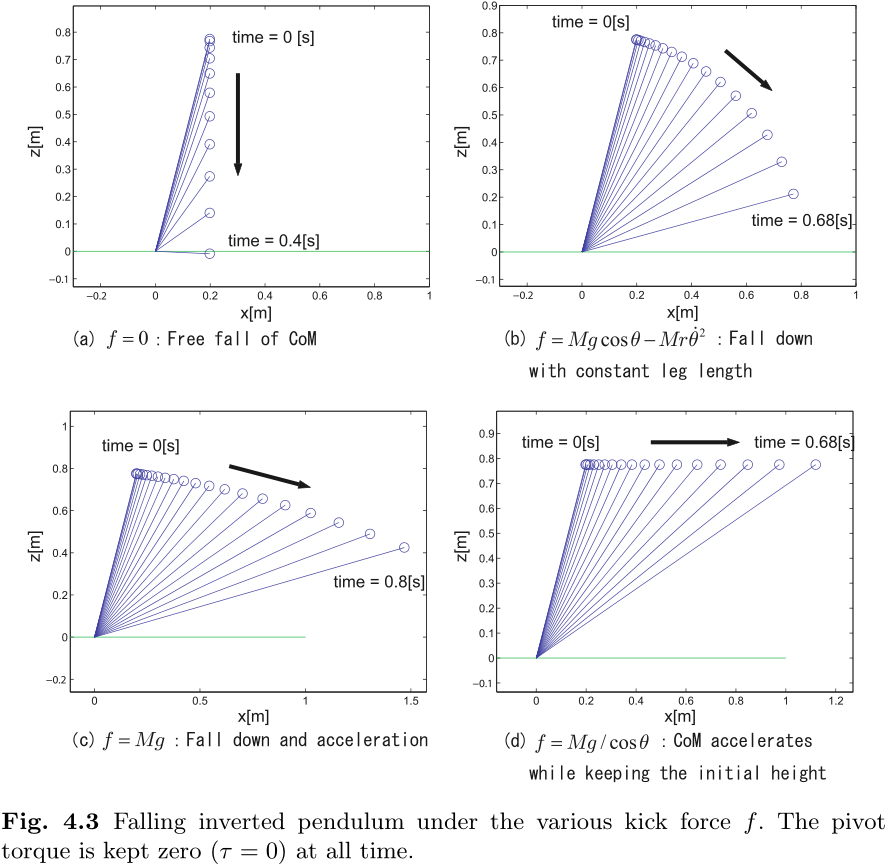 0.8
0.7
0.6
0.5
0.4
0.3
0.2
0.1
0
−0.1
z[m]
−0.2 0 0.2 0.4 0.6 0.8 1
x[m]
time = 0 [s]
time = 0.4[s]
(a) f = 0 : Free fall of CoM
0.9
0.8
0.7
0.6
0.5
0.4
0.3
0.2
0.1
0
−0.1
z[m]
−0.2 0 0.2 0.4 0.6 0.8 1
x[m]
time = 0[s]
time = 0.68[s]
(b) f = Mg cosθ − Mrθ̇² : Fall down
with constant leg length
1
0.8
0.6
0.4
0.2
0
−0.2
z[m]
0 0.5 1 1.5
x[m]
time = 0[s]
time = 0.8[s]
(c) f = Mg : Fall down and acceleration
0.9
0.8
0.7
0.6
0.5
0.4
0.3
0.2
0.1
0
−0.1
z[m]
0 0.2 0.4 0.6 0.8 1 1.2
x[m]
time = 0[s]
time = 0.68[s]
(d) f = Mg / cosθ : CoM accelerates
while keeping the initial height
Fig. 4.3 Falling inverted pendulum under the various kick force f. The pivot
torque is kept zero (τ = 0) at all time.